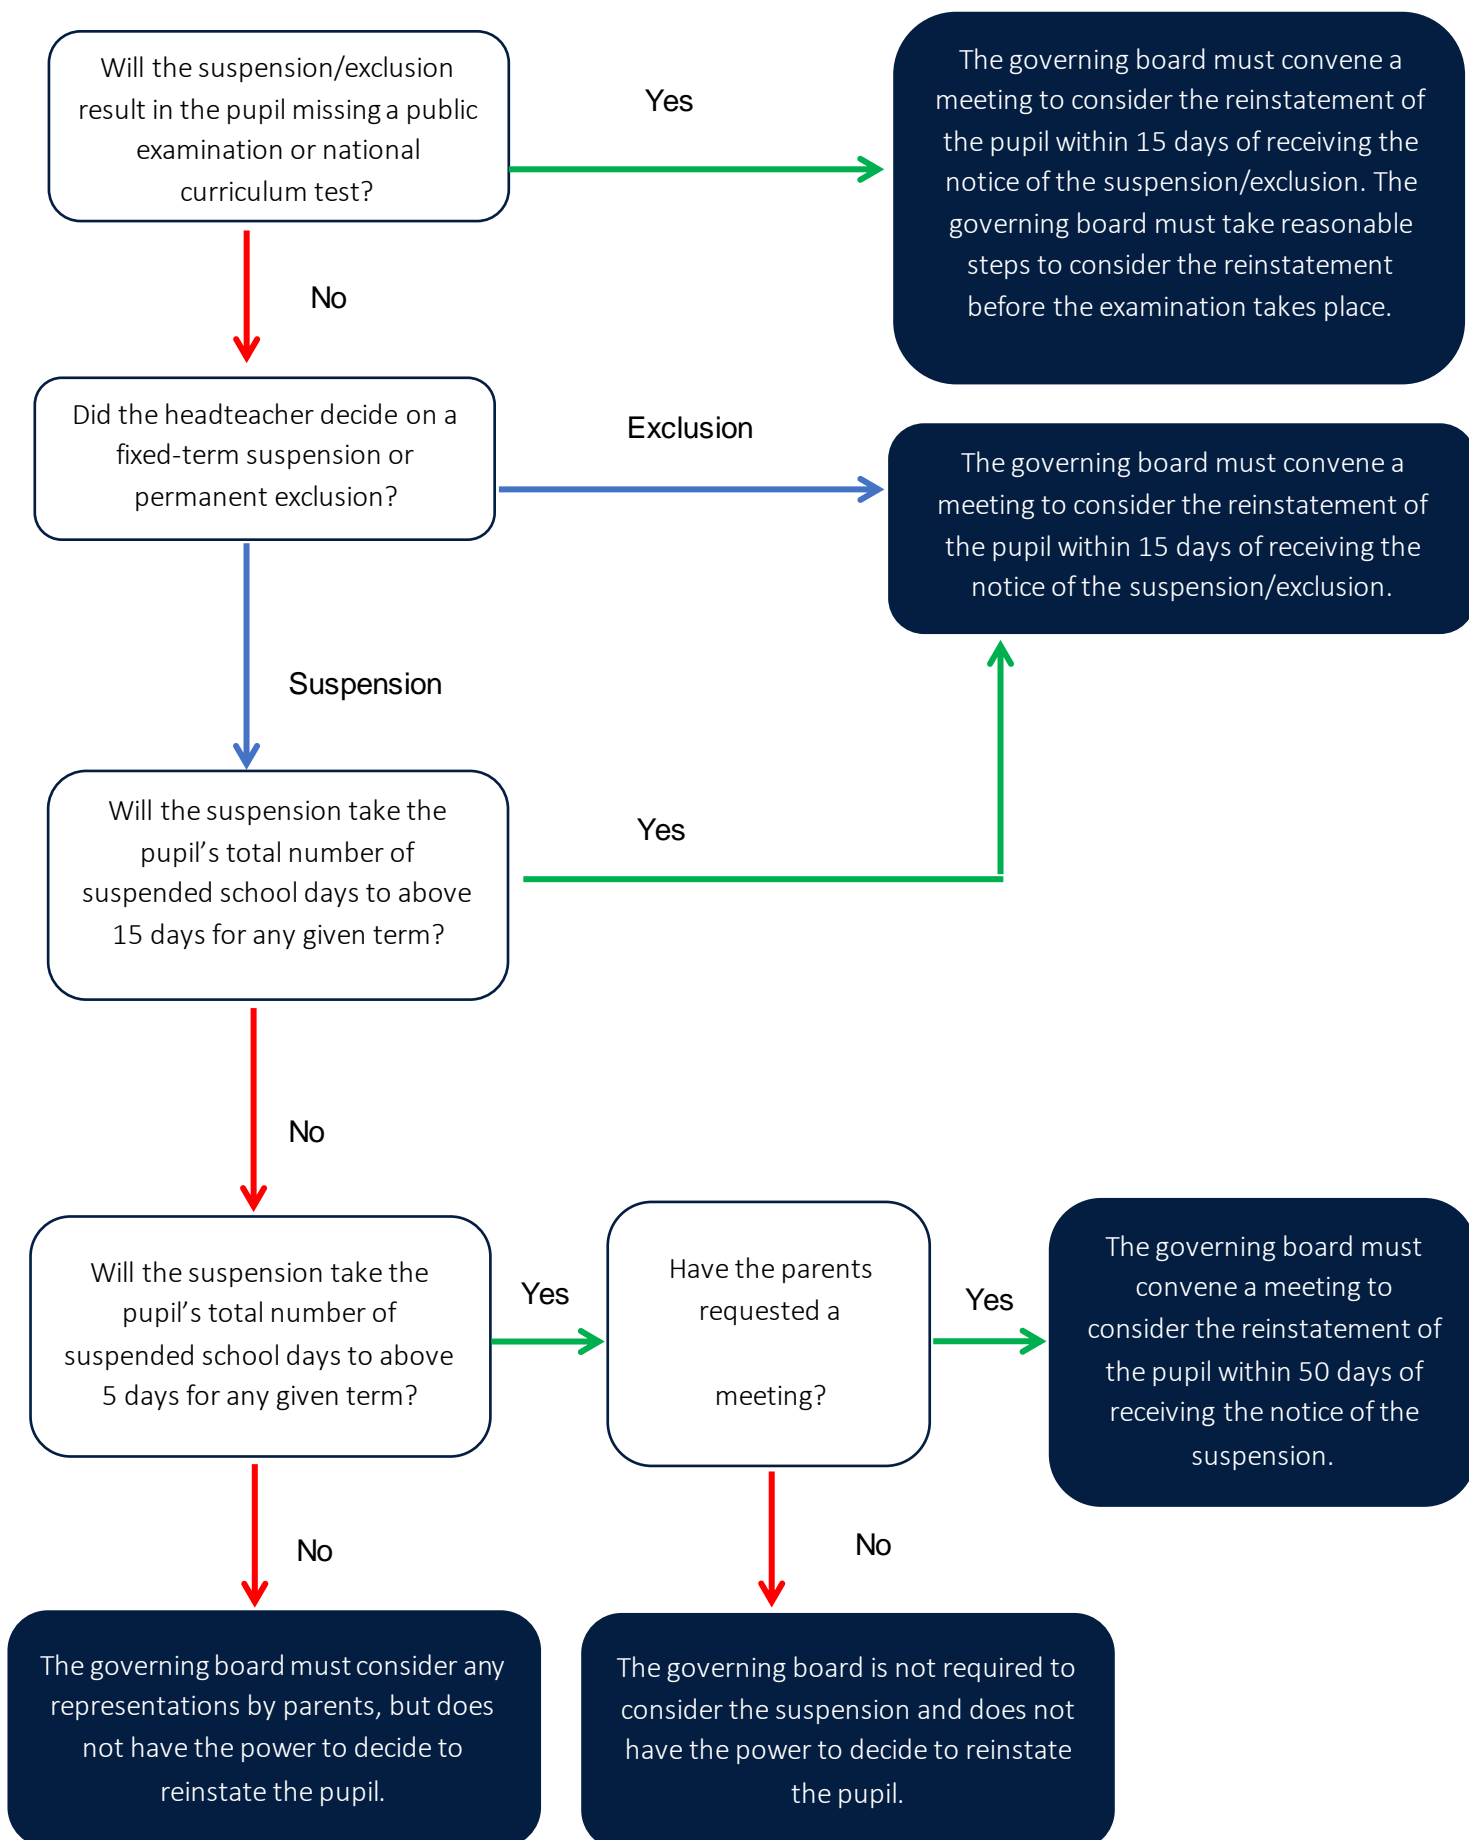 Will the suspension/exclusion
result in the pupil missing a public
examination or national
curriculum test?
Yes
The governing board must convene a
meeting to consider the reinstatement of
the pupil within 15 days of receiving the
notice of the suspension/exclusion. The
governing board must take reasonable
steps to consider the reinstatement
before the examination takes place.
No
Did the headteacher decide on a
fixed-term suspension or
permanent exclusion?
Exclusion
The governing board must convene a
meeting to consider the reinstatement of
the pupil within 15 days of receiving the
notice of the suspension/exclusion.
Suspension
Will the suspension take the
pupil’s total number of
suspended school days to above
15 days for any given term?
Yes
No
Will the suspension take the
pupil’s total number of
suspended school days to above
5 days for any given term?
Yes
Have the parents
requested a
meeting?
Yes
The governing board must
convene a meeting to
consider the reinstatement of
the pupil within 50 days of
receiving the notice of the
suspension.
No
No
The governing board must consider any
representations by parents, but does
not have the power to decide to
reinstate the pupil.
The governing board is not required to
consider the suspension and does not
have the power to decide to reinstate
the pupil.